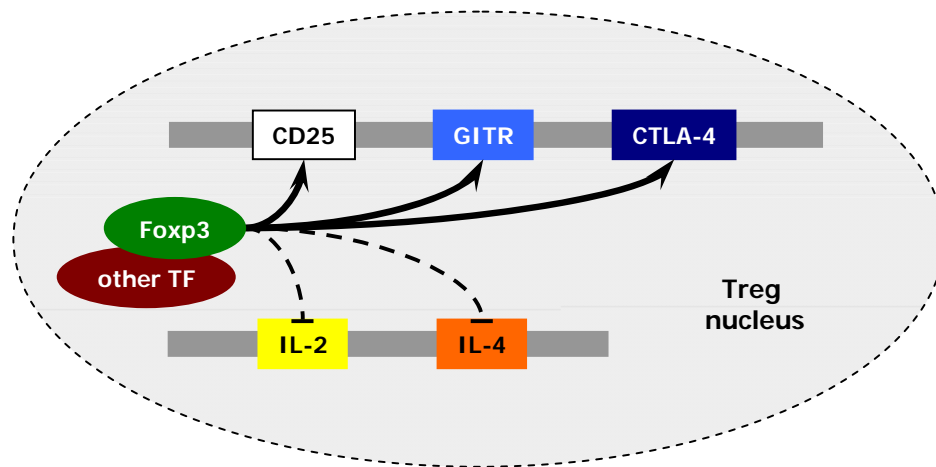 CD25
GITR
CTLA-4
Foxp3
other TF
Treg
nucleus
IL-2
IL-4